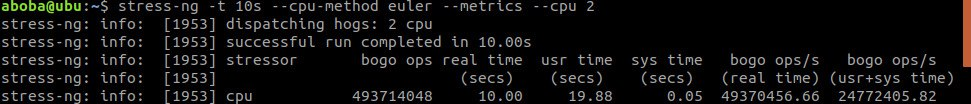 aboba@ubu:~$ stress-ng -t 10s --cpu-method euler --metrics --cpu 2
stress-ng: info:  [1953] dispatching hogs: 2 cpu
stress-ng: info:  [1953] successful run completed in 10.00s
stress-ng: info:  [1953] stressor       bogo ops real time  usr time  sys time   bogo ops/s   bogo ops/s
stress-ng: info:  [1953]                           (secs)    (secs)    (secs)   (real time) (usr+sys time)
stress-ng: info:  [1953] cpu           493714048     10.00     19.88      0.05  49370456.66  24772405.82